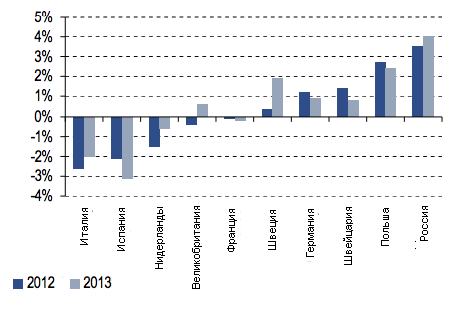 5%
4%
3%
2%
1%
0%
-1%
-2%
-3%
-4%
Италия
Испания
Нидерланды
Великобритания
Франция
Швеция
Германия
Швейцария
Польша
Россия
2012 2013